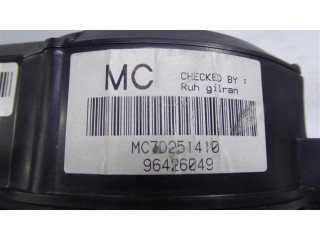 MC
CHECKED BY :
Ruh gilran
MC7D251410
96426049